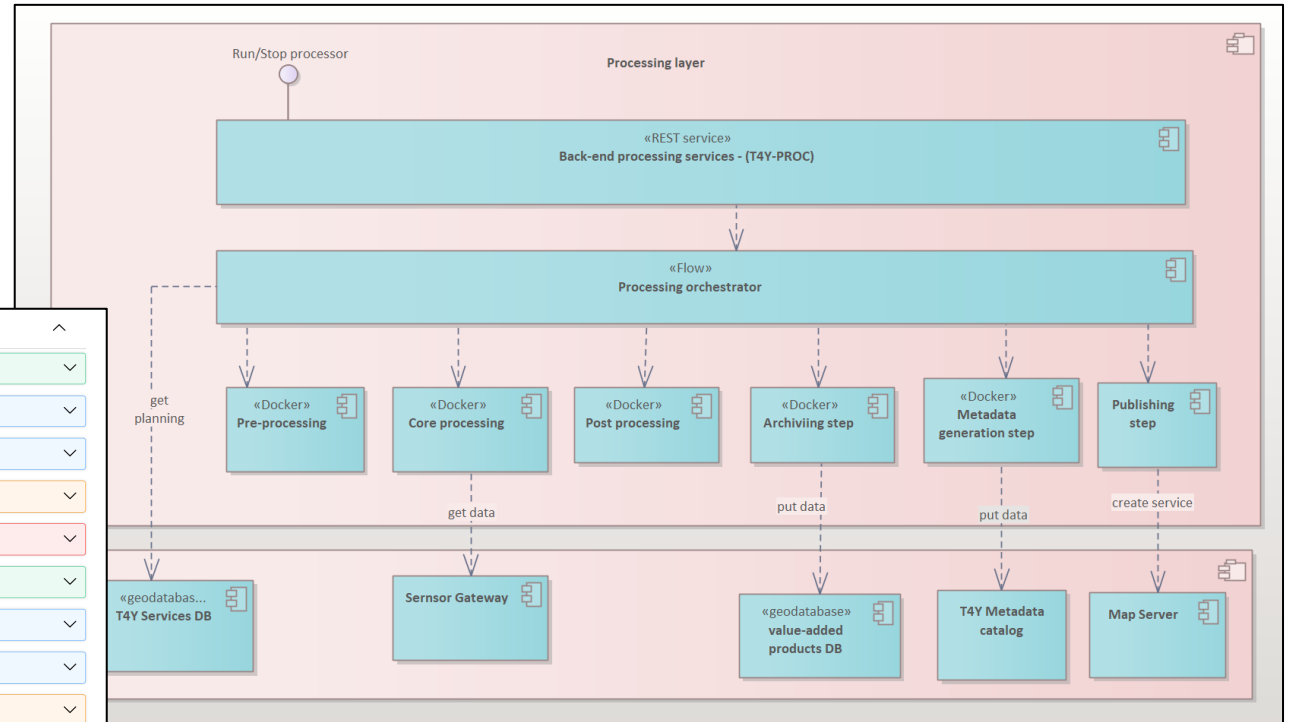 Run/Stop processor
Processing layer
«REST service»
Back-end processing services - (T4Y-PROC)
«Flow»
Processing orchestrator
get
planning
«Docker»
Pre-processing
«Docker»
Core processing
«Docker»
Post processing
«Docker»
Archiviing step
«Docker»
Metadata
generation step
Publishing
step
get data
put data
put data
create service
«geodatabas...
T4Y Services DB
Sernsor Gateway
«geodatabase»
value-added
products DB
T4Y Metadata
catalog
Map Server